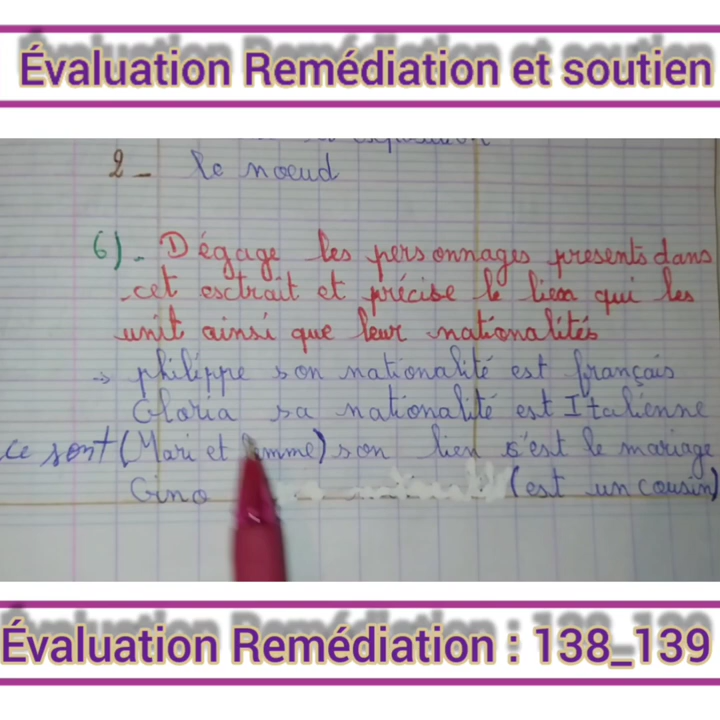 Évaluation Remédiation et soutien
2- le noeud
6)- Dégage les personnages presents dans
cet esctrait et précise le lien qui les
unit ainsi que leur nationalités
→ philippe son nationalité est français
Gloria sa nationalité est Italienne
ce sont (Mari et femme) son lien c'est le mariage
Gino (est un cousin)
Évaluation Remédiation : 138_139